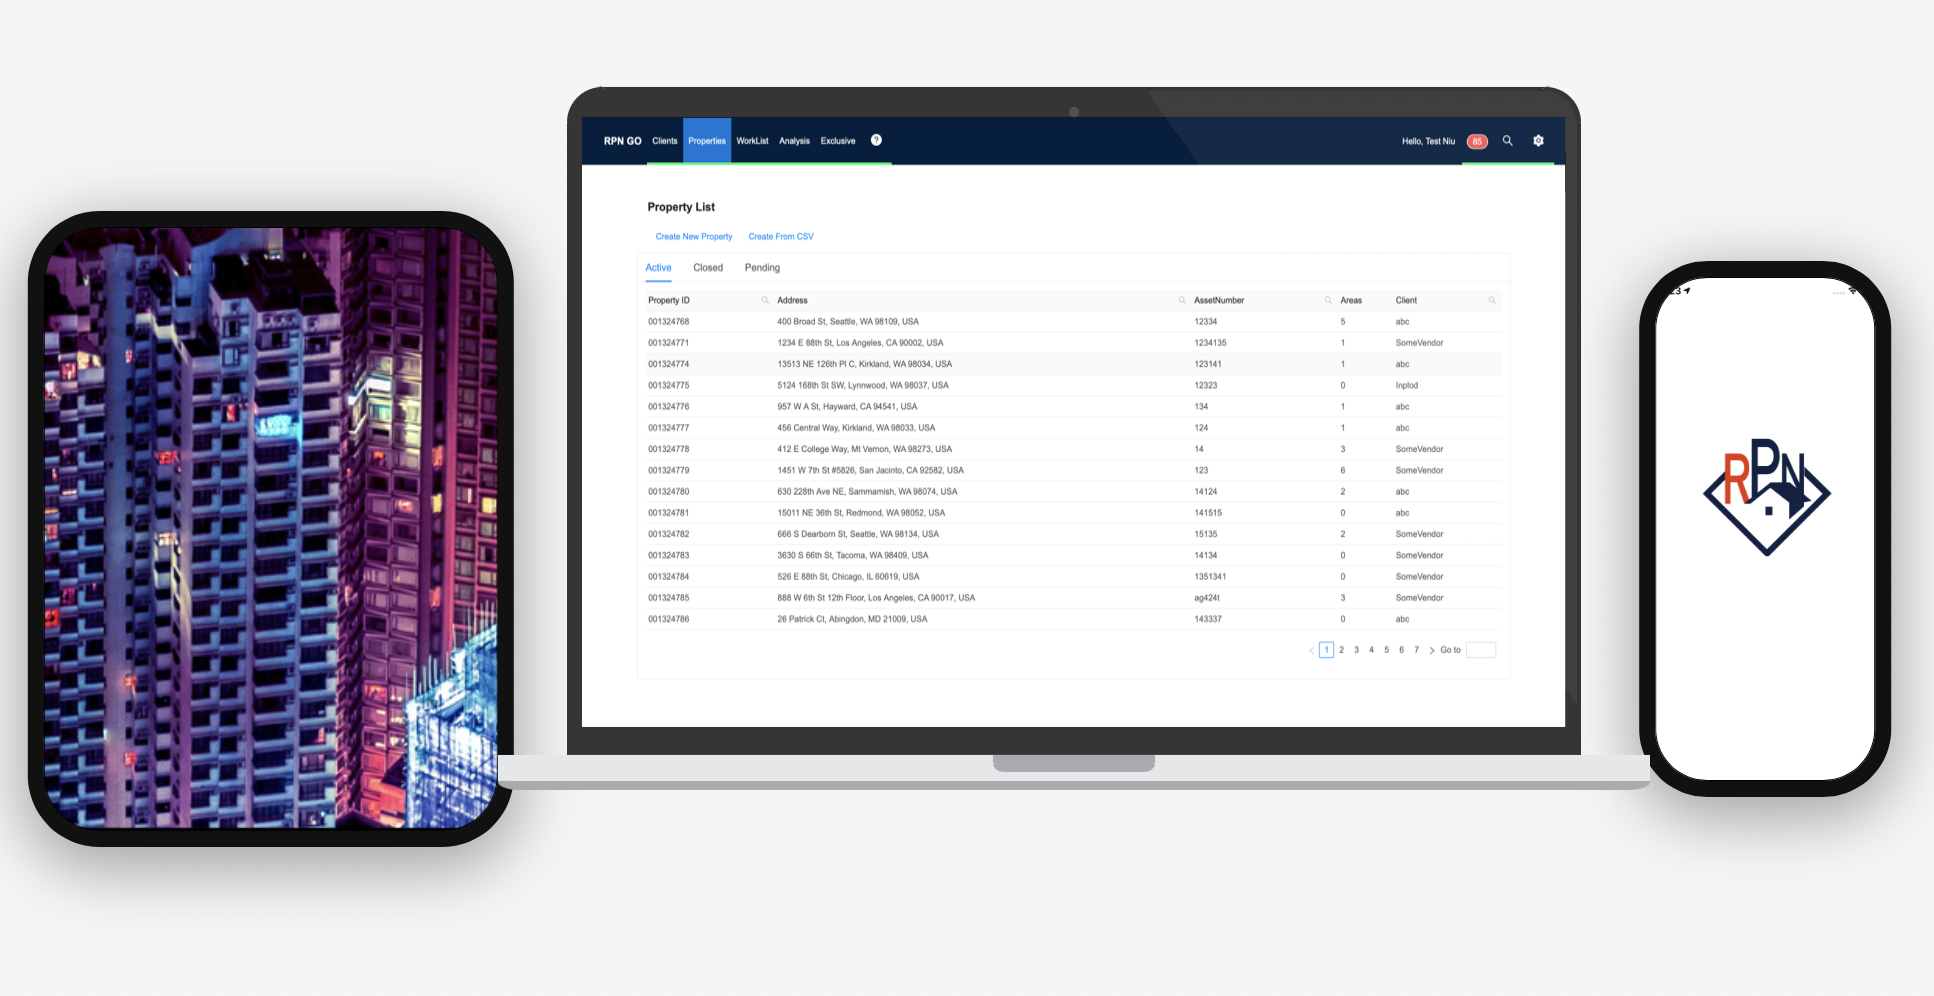 RPN GO Clients Properties WorkList Analysis Exclusive ? Hello, Test Niu 85
Property List
Create New Property Create From CSV
Active Closed Pending
Property ID Address AssetNumber Areas Client
001324768 400 Broad St, Seattle, WA 98109, USA 12334 5 abc
001324771 1234 E 88th St, Los Angeles, CA 90002, USA 1234135 1 SomeVendor
001324774 13513 NE 126th Pl C, Kirkland, WA 98034, USA 123141 1 abc
001324775 5124 168th St SW, Lynnwood, WA 98037, USA 12323 0 Inplod
001324776 957 W A St, Hayward, CA 94541, USA 134 1 abc
001324777 456 Central Way, Kirkland, WA 98033, USA 124 1 abc
001324778 412 E College Way, Mt Vernon, WA 98273, USA 14 3 SomeVendor
001324779 1451 W 7th St #5826, San Jacinto, CA 92582, USA 123 6 SomeVendor
001324780 630 228th Ave NE, Sammamish, WA 98074, USA 14124 2 abc
001324781 15011 NE 36th St, Redmond, WA 98052, USA 141515 0 abc
001324782 666 S Dearborn St, Seattle, WA 98134, USA 15135 2 SomeVendor
001324783 3630 S 66th St, Tacoma, WA 98409, USA 14134 0 SomeVendor
001324784 526 E 88th St, Chicago, IL 60619, USA 1351341 0 SomeVendor
001324785 888 W 6th St 12th Floor, Los Angeles, CA 90017, USA ag424t 3 SomeVendor
001324786 26 Patrick Ct, Abingdon, MD 21009, USA 143337 0 abc
1 2 3 4 5 6 7 Go to
RPN